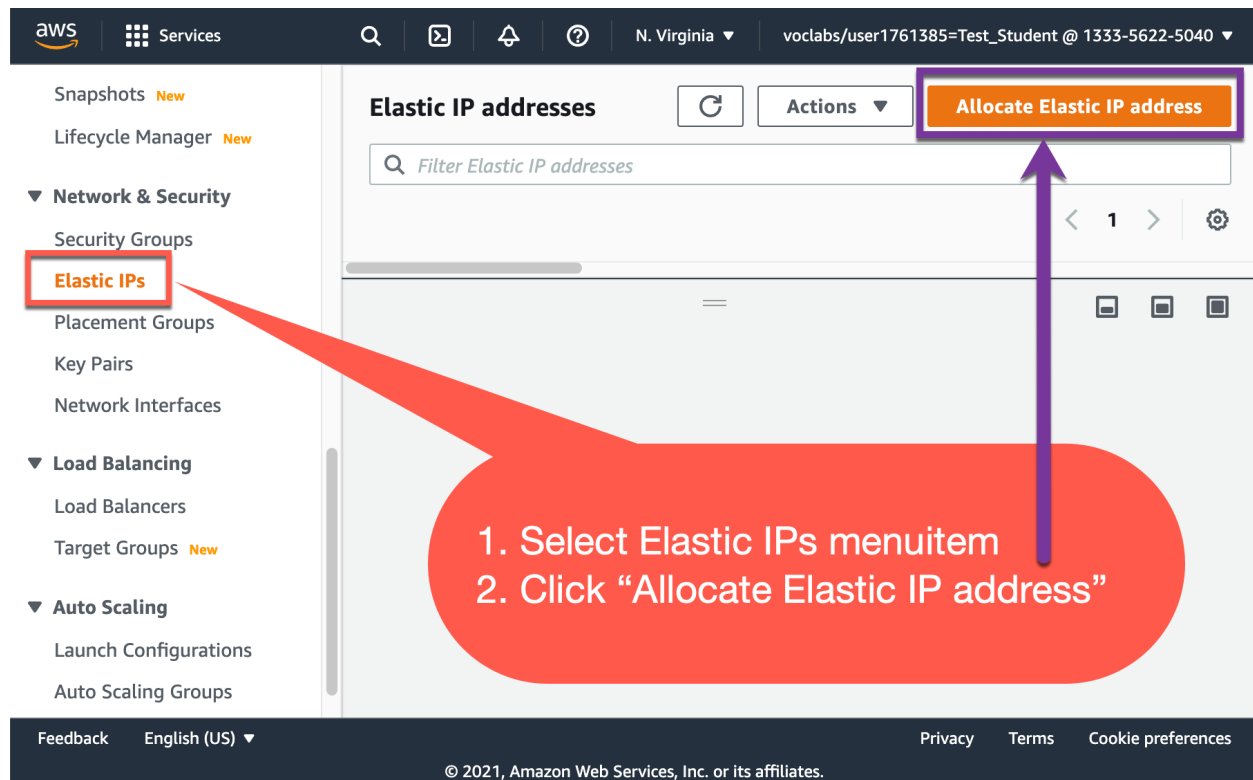 aws
Services
N. Virginia ▼
voclabs/user1761385=Test_Student @ 1333-5622-5040 ▼
Snapshots New
Lifecycle Manager New
▼ Network & Security
Security Groups
Elastic IPs
Placement Groups
Key Pairs
Network Interfaces
▼ Load Balancing
Load Balancers
Target Groups New
▼ Auto Scaling
Launch Configurations
Auto Scaling Groups
Elastic IP addresses
Actions ▼
Allocate Elastic IP address
Filter Elastic IP addresses
< 1 >
1. Select Elastic IPs menuitem
2. Click “Allocate Elastic IP address”
Feedback
English (US) ▼
Privacy
Terms
Cookie preferences
© 2021, Amazon Web Services, Inc. or its affiliates.